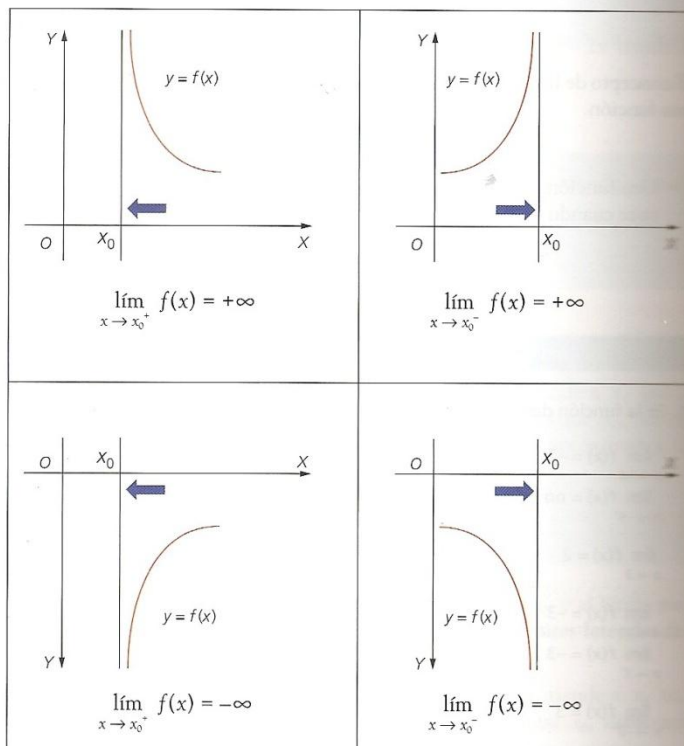 Y
y = f(x)
O
X₀
X
lím f(x) = +∞
x → x₀⁺
Y
y = f(x)
O
X₀
lím f(x) = +∞
x → x₀⁻
O
X₀
X
y = f(x)
Y
lím f(x) = −∞
x → x₀⁺
O
X₀
y = f(x)
Y
lím f(x) = −∞
x → x₀⁻